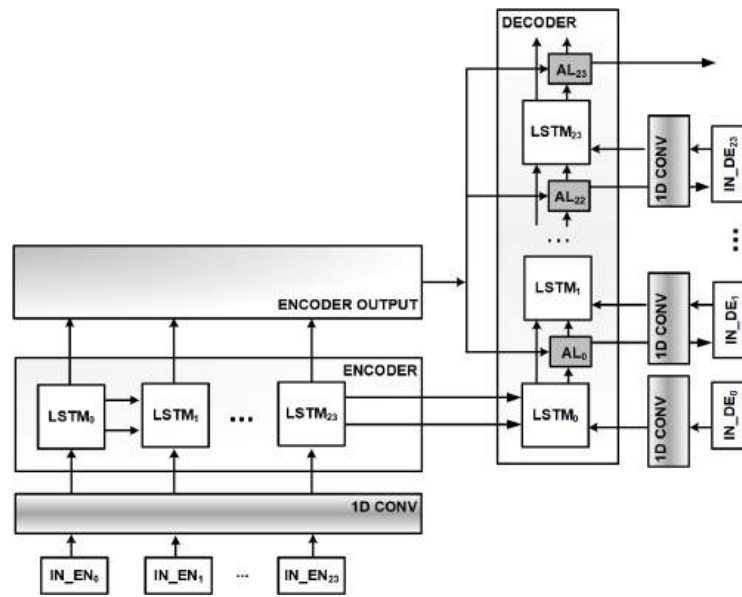 DECODER
AL₂₃
LSTM₂₃
1D CONV
IN_DE₂₃
AL₂₂
...
...
ENCODER OUTPUT
LSTM₁
1D CONV
IN_DE₁
AL₀
ENCODER
LSTM₀
LSTM₁
...
LSTM₂₃
LSTM₀
1D CONV
IN_DE₀
1D CONV
IN_EN₀
IN_EN₁
...
IN_EN₂₃